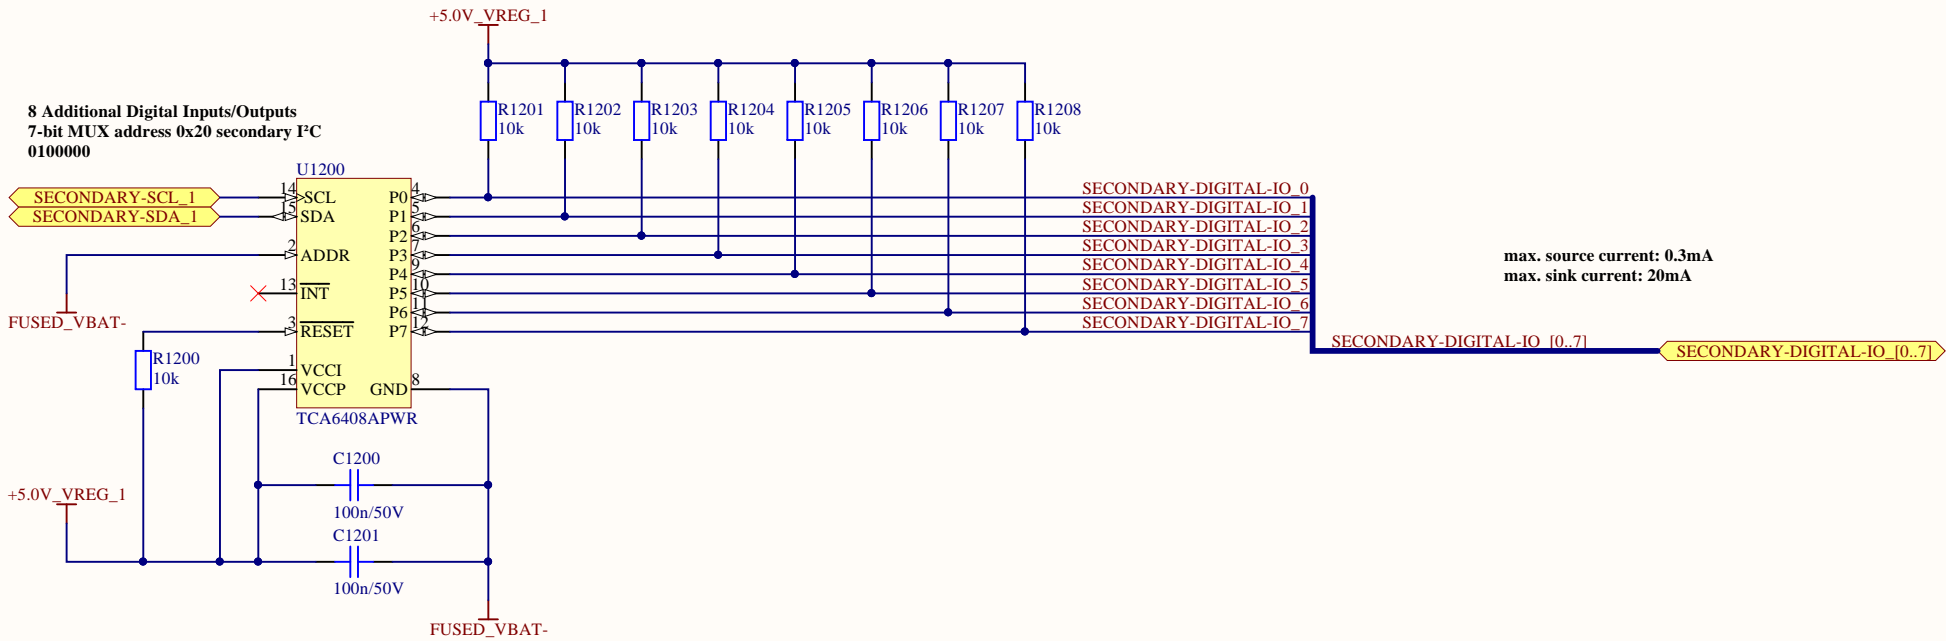 +5.0V_VREG_1
8 Additional Digital Inputs/Outputs
7-bit MUX address 0x20 secondary I²C
0100000
R1201
10k
R1202
10k
R1203
10k
R1204
10k
R1205
10k
R1206
10k
R1207
10k
R1208
10k
U1200
SECONDARY-SCL_1
14
SCL
SECONDARY-SDA_1
15
SDA
2
ADDR
13
INT
3
RESET
1
VCCI
16
VCCP
P0
4
P1
5
P2
6
P3
7
P4
9
P5
10
P6
11
P7
12
GND
8
TCA6408APWR
SECONDARY-DIGITAL-IO_0
SECONDARY-DIGITAL-IO_1
SECONDARY-DIGITAL-IO_2
SECONDARY-DIGITAL-IO_3
SECONDARY-DIGITAL-IO_4
SECONDARY-DIGITAL-IO_5
SECONDARY-DIGITAL-IO_6
SECONDARY-DIGITAL-IO_7
max. source current: 0.3mA
max. sink current: 20mA
SECONDARY-DIGITAL-IO_[0..7]
SECONDARY-DIGITAL-IO_[0..7]
FUSED_VBAT-
R1200
10k
C1200
100n/50V
+5.0V_VREG_1
C1201
100n/50V
FUSED_VBAT-